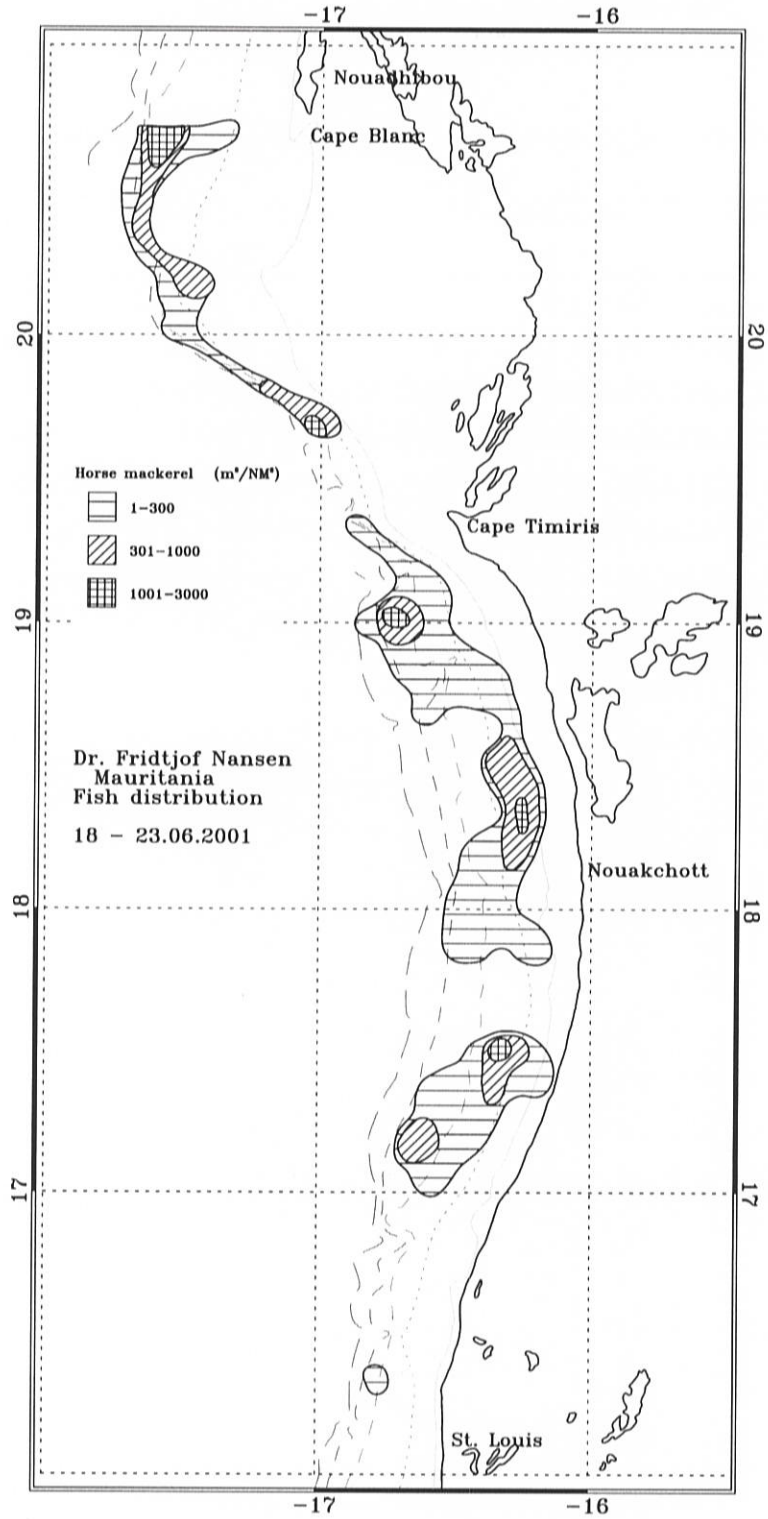 -17 -16
Nouadhibou
Cape Blanc
20 20
Horse mackerel (m²/NM²)
1-300
301-1000
1001-3000
Cape Timiris
19 19
Dr. Fridtjof Nansen
Mauritania
Fish distribution
18 - 23.06.2001
Nouakchott
18 18
17 17
St. Louis
-17 -16